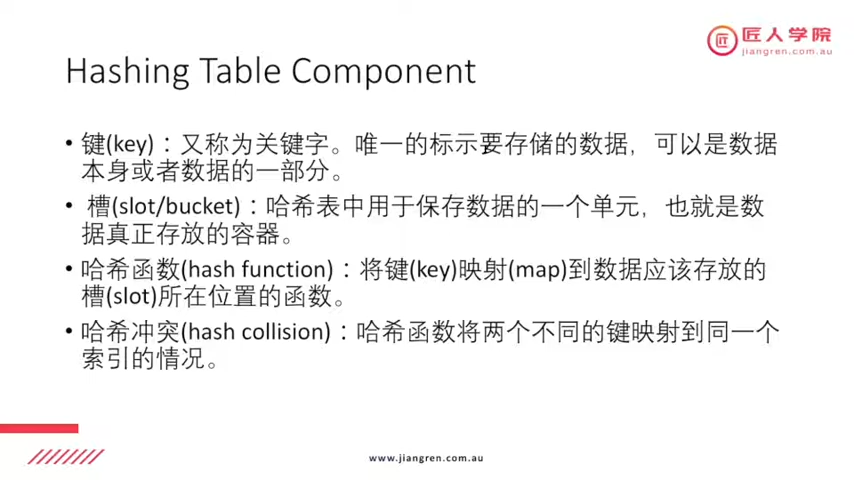 匠人学院
jiangren.com.au
Hashing Table Component
• 键(key)：又称为关键字。唯一的标示要存储的数据，可以是数据
本身或者数据的一部分。
• 槽(slot/bucket)：哈希表中用于保存数据的一个单元，也就是数
据真正存放的容器。
• 哈希函数(hash function)：将键(key)映射(map)到数据应该存放的
槽(slot)所在位置的函数。
• 哈希冲突(hash collision)：哈希函数将两个不同的键映射到同一个
索引的情况。
www.jiangren.com.au